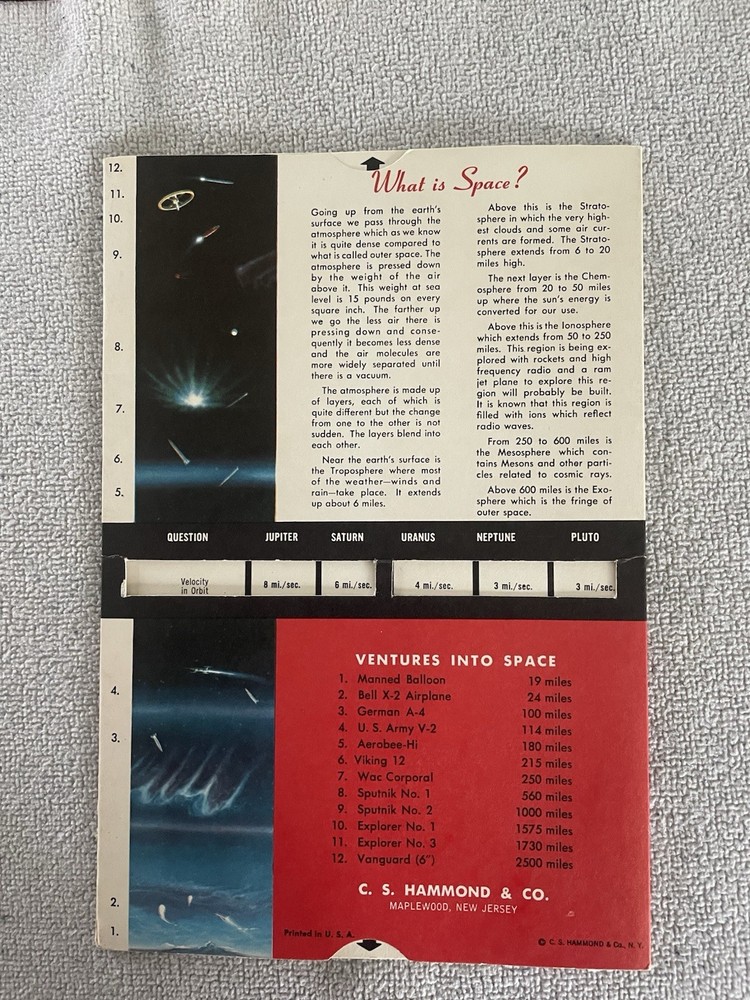 What is Space?
Going up from the earth's
surface we pass through the
atmosphere which as we know
it is quite dense compared to
what is called outer space. The
atmosphere is pressed down
by the weight of the air
above it. This weight at sea
level is 15 pounds on every
square inch. The farther up
we go the less air there is
pressing down and conse-
quently it becomes less dense
and the air molecules are
more widely separated until
there is a vacuum.
The atmosphere is made up
of layers, each of which is
quite different but the change
from one to the other is not
sudden. The layers blend into
each other.
Near the earth's surface is
the Troposphere where most
of the weather—winds and
rain—take place. It extends
up about 6 miles.
Above this is the Strato-
sphere in which the very high-
est clouds and some air cur-
rents are formed. The Strato-
sphere extends from 6 to 20
miles high.
The next layer is the Chem-
osphere from 20 to 50 miles
up where the sun's energy is
converted for our use.
Above this is the Ionosphere
which extends from 50 to 250
miles. This region is being ex-
plored with rockets and high
frequency radio and a ram
jet plane to explore this re-
gion will probably be built.
It is known that this region is
filled with ions which reflect
radio waves.
From 250 to 600 miles is
the Mesosphere which con-
tains Mesons and other parti-
cles related to cosmic rays.
Above 600 miles is the Exo-
sphere which is the fringe of
outer space.
12.
11.
10.
9.
8.
7.
6.
5.
QUESTION JUPITER SATURN URANUS NEPTUNE PLUTO
Velocity
in Orbit 8 mi./sec. 6 mi./sec. 4 mi./sec. 3 mi./sec. 3 mi./sec.
4.
3.
2.
1.
VENTURES INTO SPACE
1. Manned Balloon 19 miles
2. Bell X-2 Airplane 24 miles
3. German A-4 100 miles
4. U. S. Army V-2 114 miles
5. Aerobee-Hi 180 miles
6. Viking 12 215 miles
7. Wac Corporal 250 miles
8. Sputnik No. 1 560 miles
9. Sputnik No. 2 1000 miles
10. Explorer No. 1 1575 miles
11. Explorer No. 3 1730 miles
12. Vanguard (6") 2500 miles
C. S. HAMMOND & CO.
MAPLEWOOD, NEW JERSEY
Printed in U. S. A.
© C. S. HAMMOND & Co., N. Y.